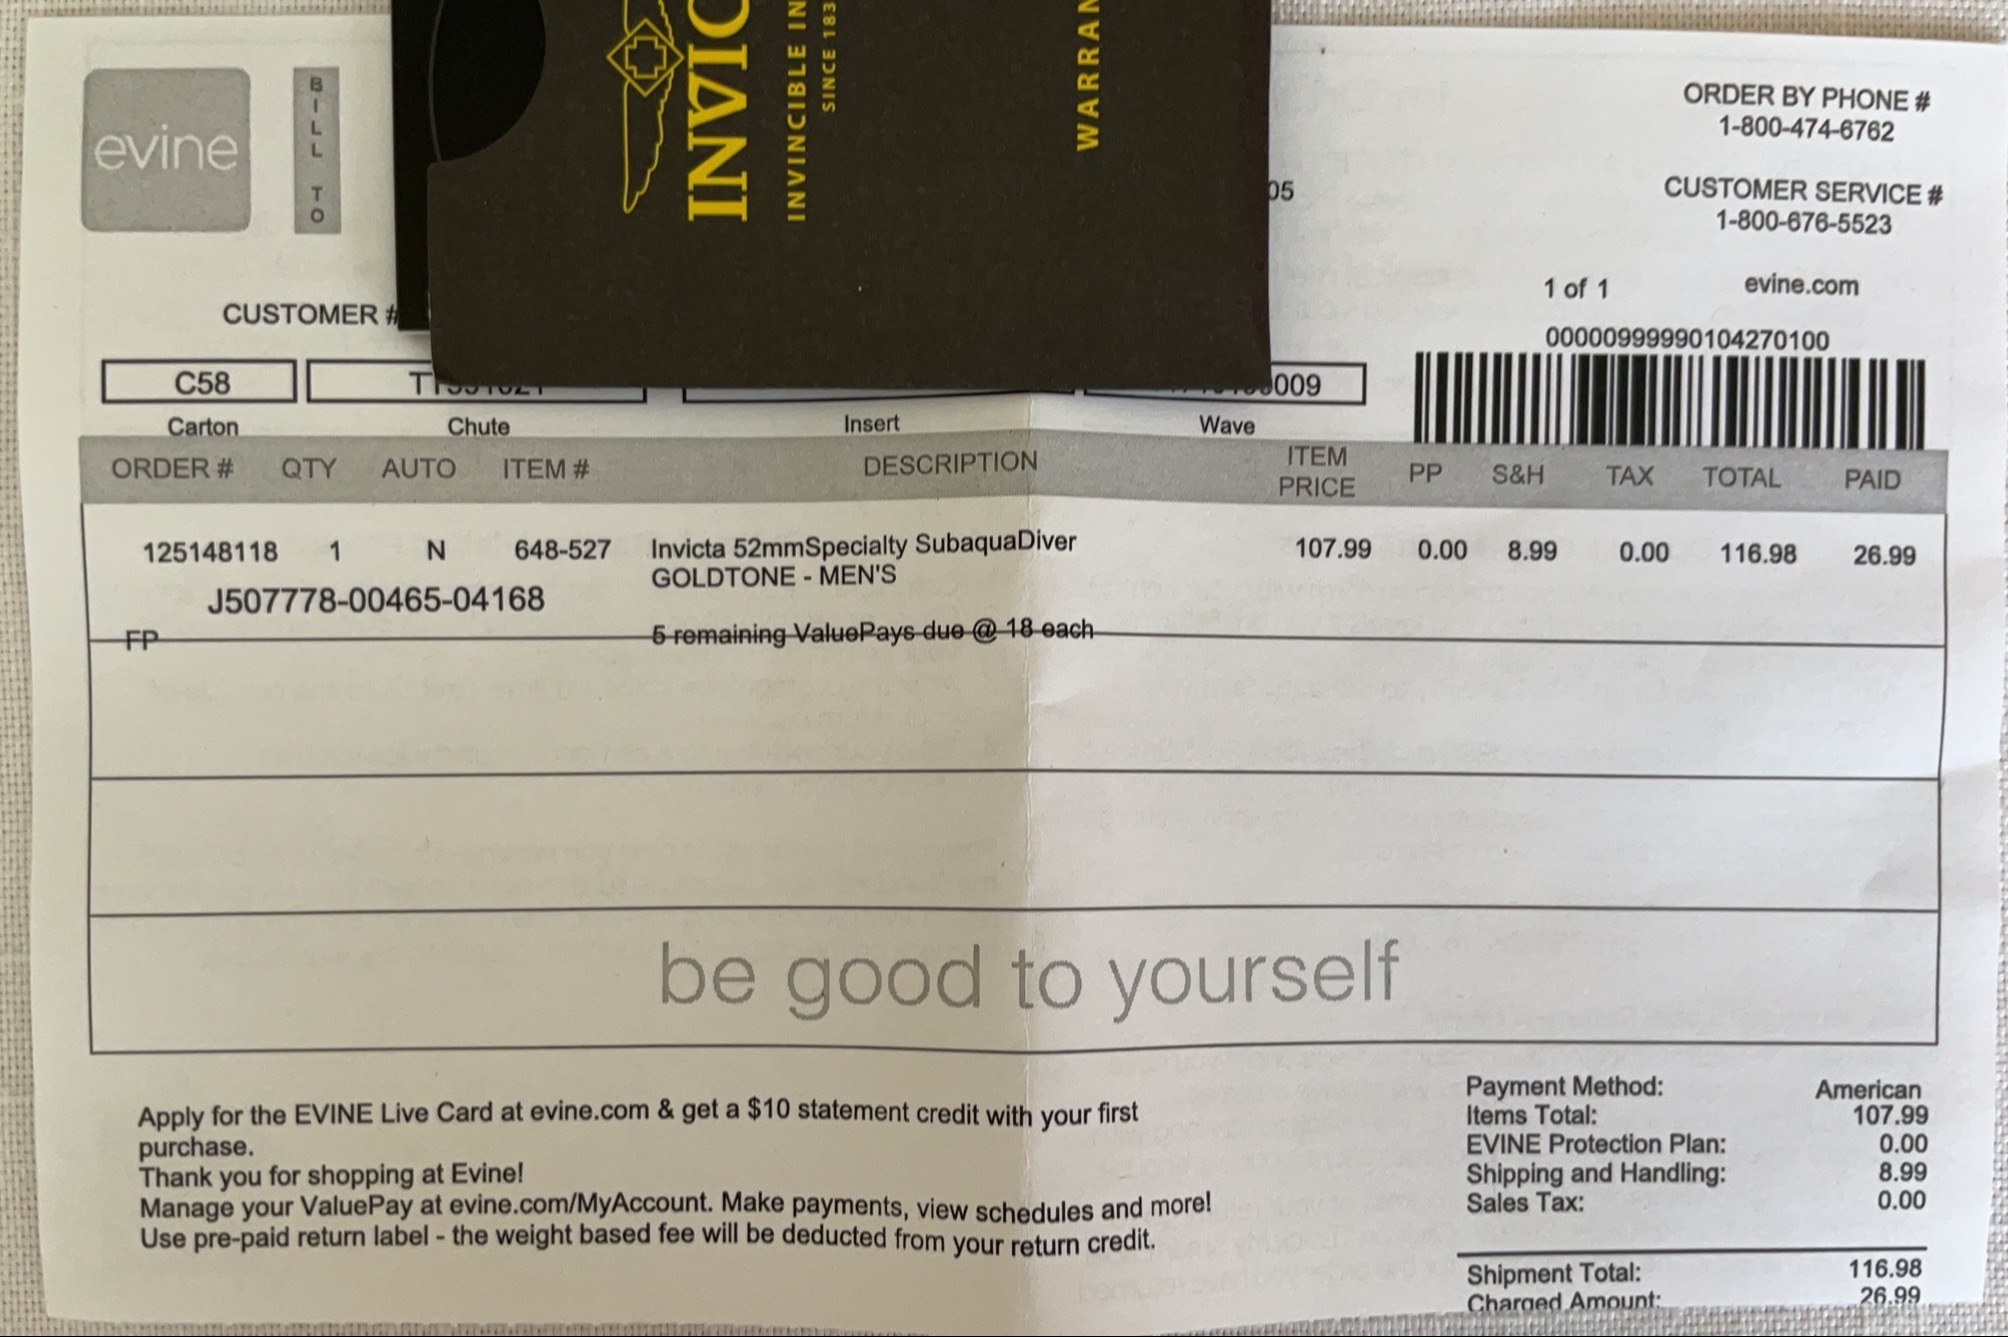 evine
BILL TO
INVIC
INVINCIBLE IN
SINCE 183
WARRAN
05
ORDER BY PHONE #
1-800-474-6762
CUSTOMER SERVICE #
1-800-676-5523
1 of 1 evine.com
00000999990104270100
CUSTOMER #
C58 009
Carton Chute Insert Wave
ORDER # QTY AUTO ITEM # DESCRIPTION ITEM PRICE PP S&H TAX TOTAL PAID
125148118 1 N 648-527 Invicta 52mmSpecialty SubaquaDiver 107.99 0.00 8.99 0.00 116.98 26.99
GOLDTONE - MEN'S
J507778-00465-04168
FP 5 remaining ValuePays due @ 18 each
be good to yourself
Apply for the EVINE Live Card at evine.com & get a $10 statement credit with your first
purchase.
Thank you for shopping at Evine!
Manage your ValuePay at evine.com/MyAccount. Make payments, view schedules and more!
Use pre-paid return label - the weight based fee will be deducted from your return credit.
Payment Method: American
Items Total: 107.99
EVINE Protection Plan: 0.00
Shipping and Handling: 8.99
Sales Tax: 0.00
Shipment Total: 116.98
Charged Amount: 26.99